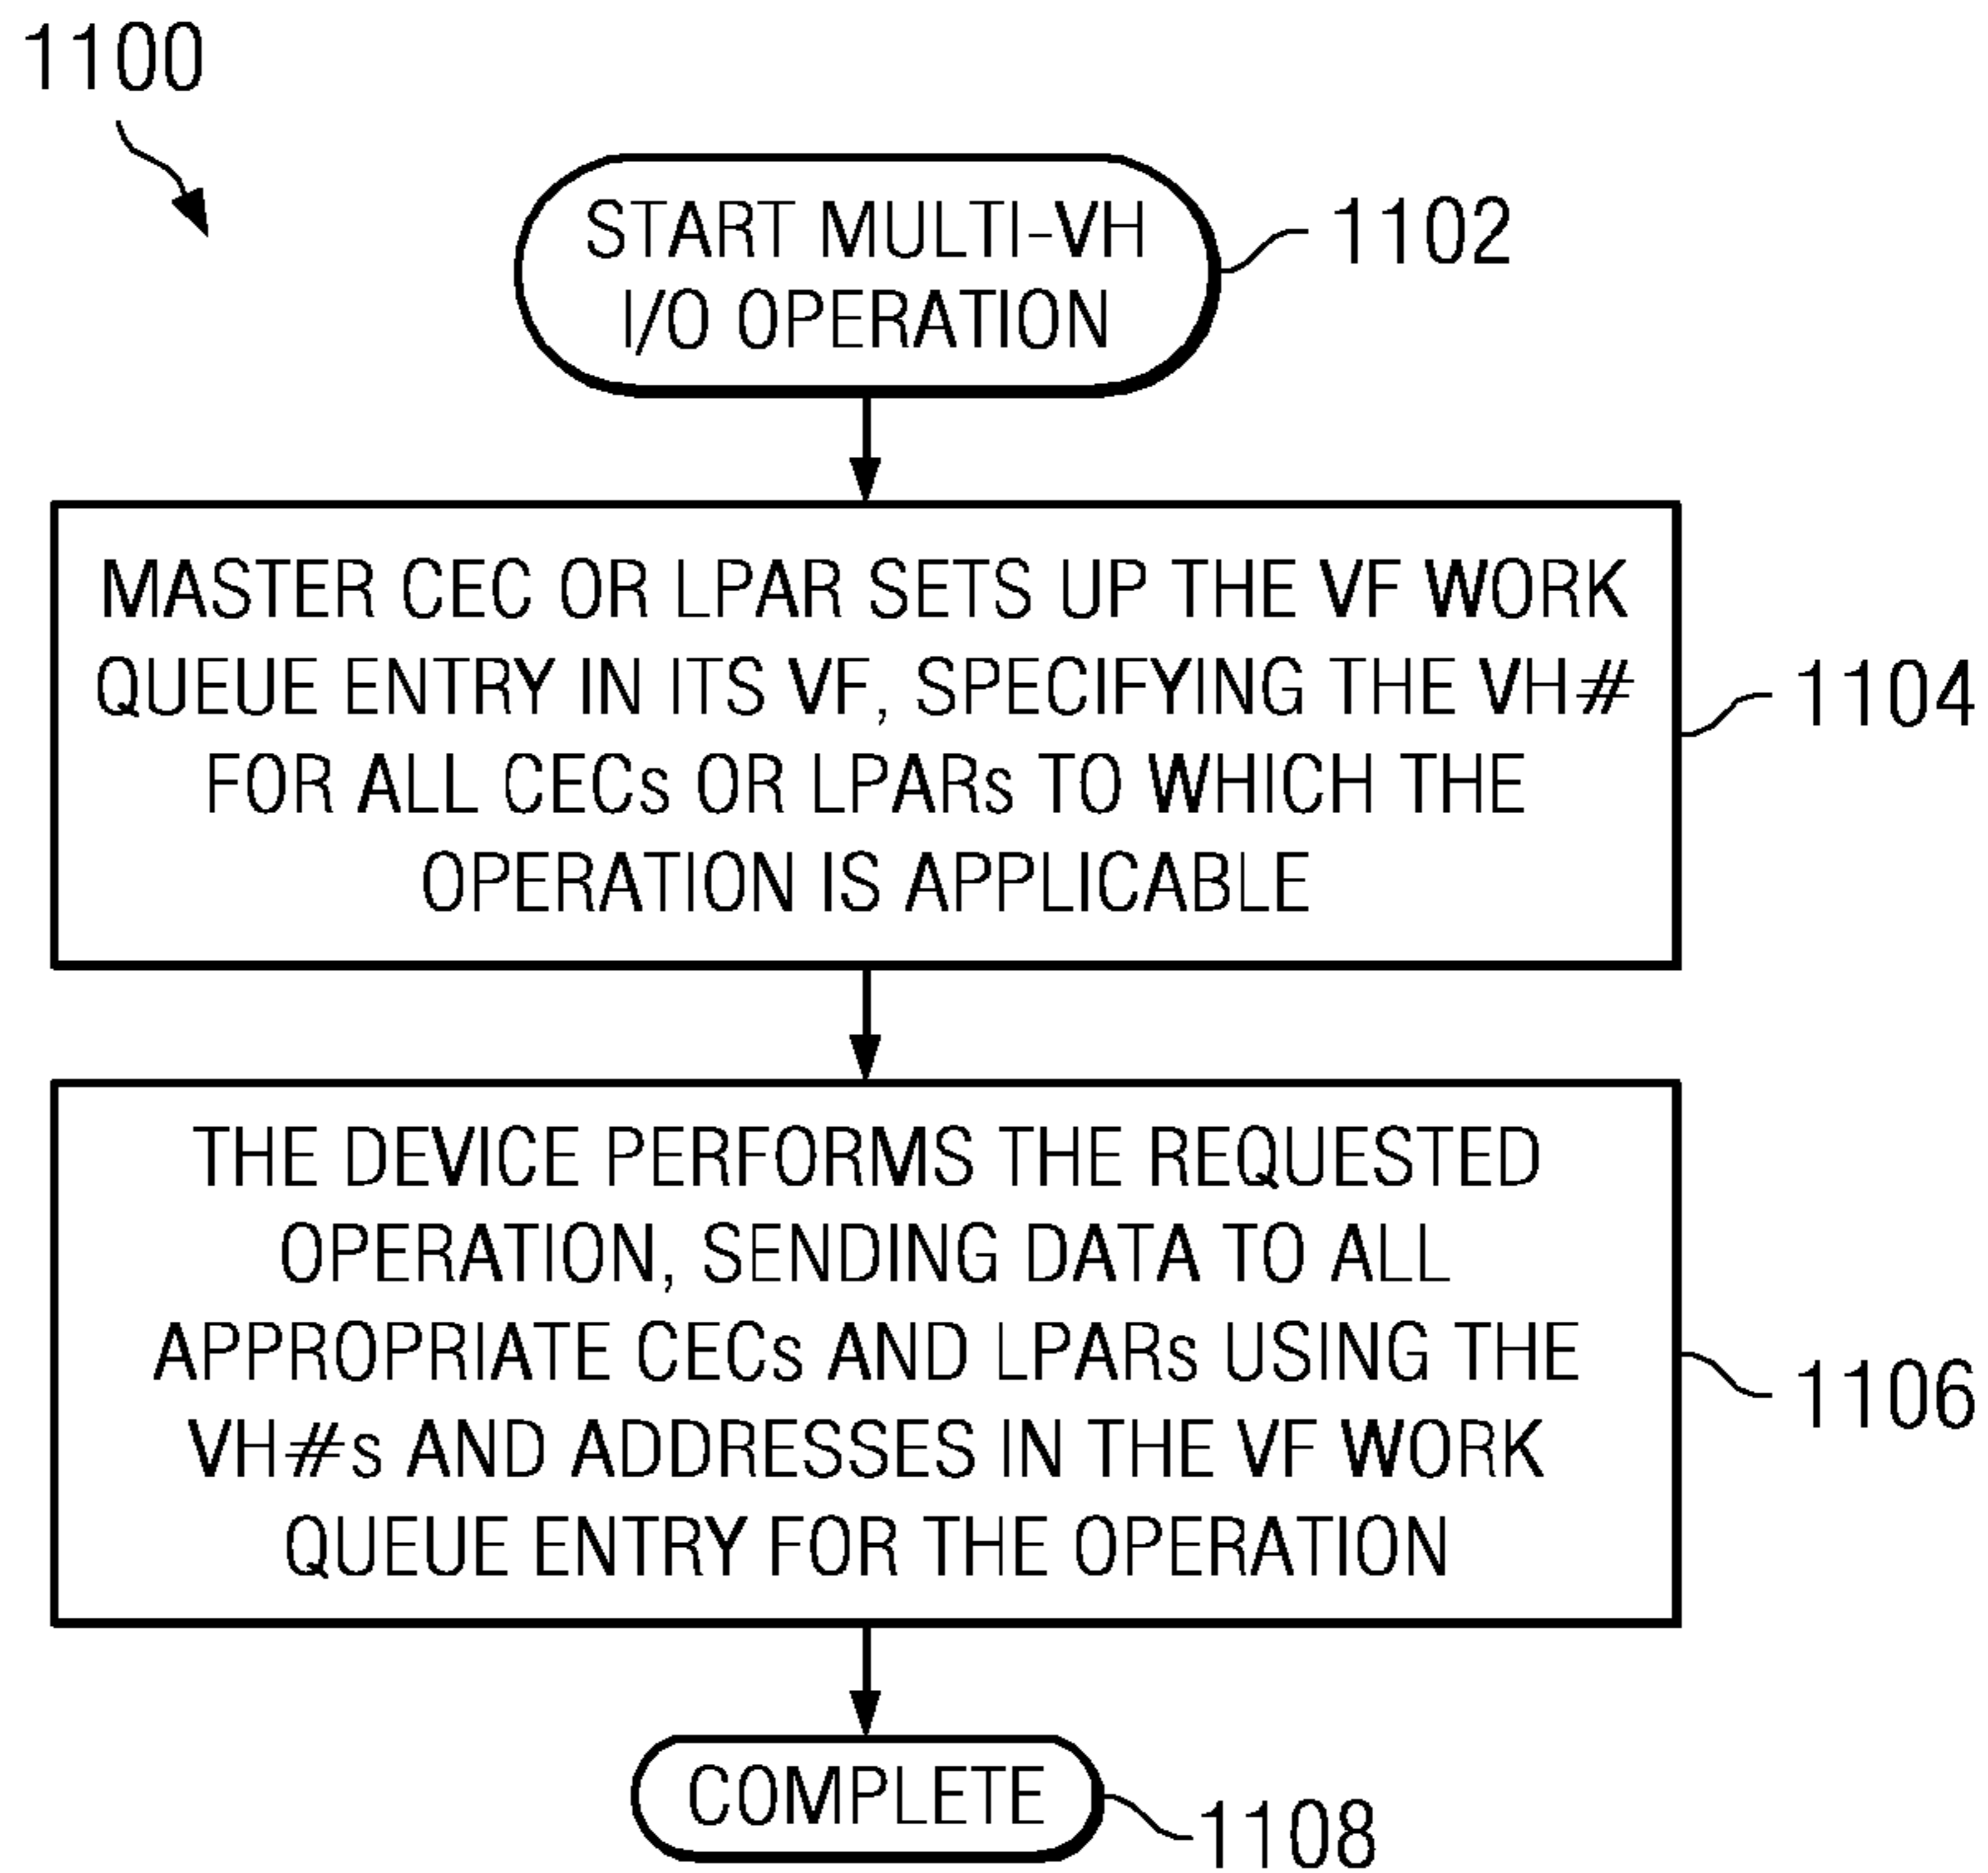 1100
START MULTI-VH
I/O OPERATION
1102
MASTER CEC OR LPAR SETS UP THE VF WORK
QUEUE ENTRY IN ITS VF, SPECIFYING THE VH#
FOR ALL CECs OR LPARs TO WHICH THE
OPERATION IS APPLICABLE
1104
THE DEVICE PERFORMS THE REQUESTED
OPERATION, SENDING DATA TO ALL
APPROPRIATE CECs AND LPARs USING THE
VH#s AND ADDRESSES IN THE VF WORK
QUEUE ENTRY FOR THE OPERATION
1106
COMPLETE
1108